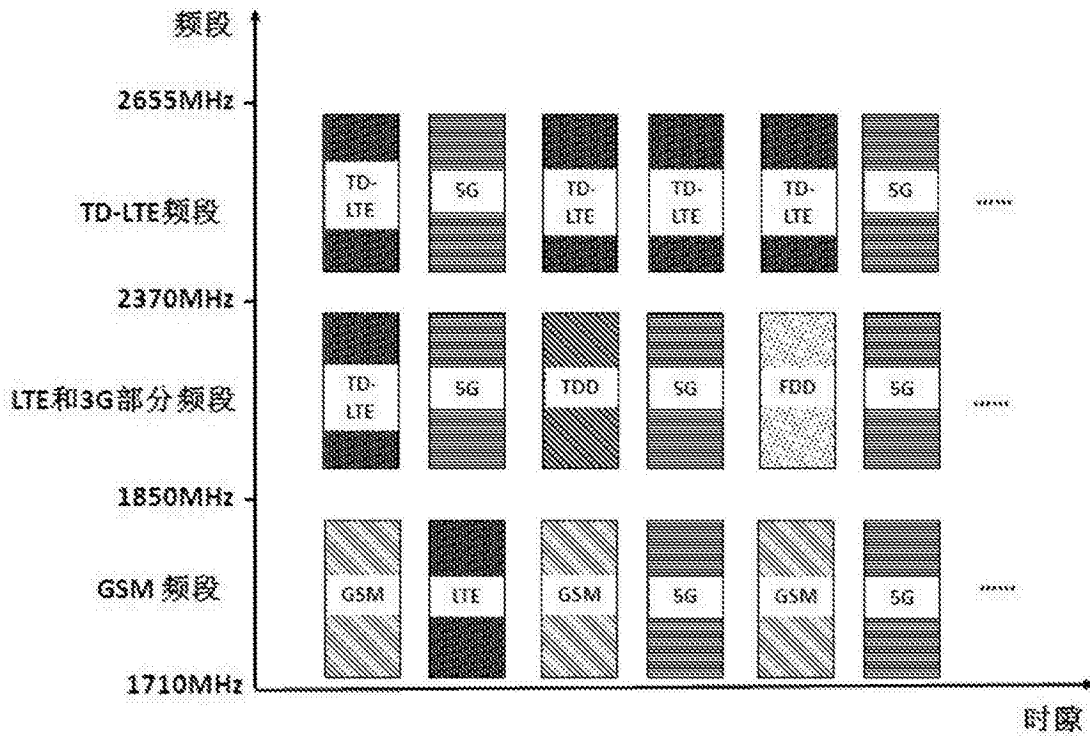 频段
2655MHz
TD-LTE频段
TD-
LTE
5G
TD-
LTE
TD-
LTE
TD-
LTE
5G
......
2370MHz
LTE和3G部分频段
TD-
LTE
5G
TDD
5G
FDD
5G
......
1850MHz
GSM 频段
GSM
LTE
GSM
5G
GSM
5G
......
1710MHz
时隙